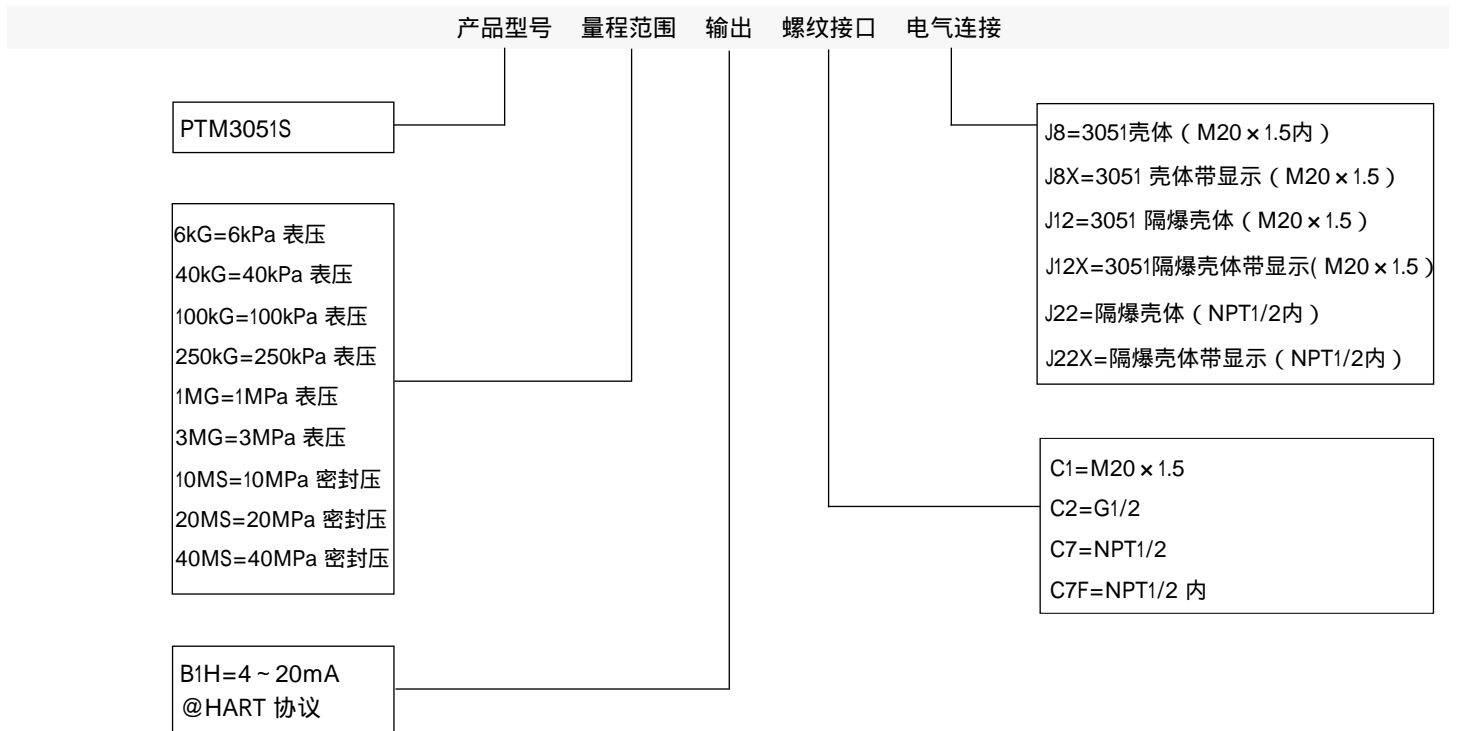 产品型号 量程范围 输出 螺纹接口 电气连接
PTM3051S
6kG=6kPa 表压
40kG=40kPa 表压
100kG=100kPa 表压
250kG=250kPa 表压
1MG=1MPa 表压
3MG=3MPa 表压
10MS=10MPa 密封压
20MS=20MPa 密封压
40MS=40MPa 密封压
B1H=4~20mA
@HART 协议
J8=3051壳体(M20×1.5内)
J8X=3051 壳体带显示(M20×1.5)
J12=3051 隔爆壳体(M20×1.5)
J12X=3051隔爆壳体带显示(M20×1.5)
J22=隔爆壳体(NPT1/2内)
J22X=隔爆壳体带显示(NPT1/2内)
C1=M20×1.5
C2=G1/2
C7=NPT1/2
C7F=NPT1/2 内